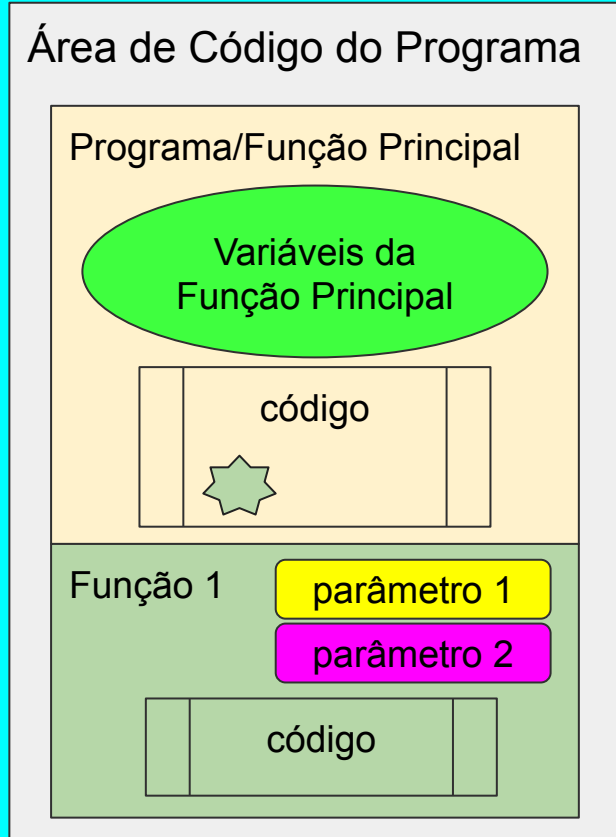 Área de Código do Programa
Programa/Função Principal
Variáveis da
Função Principal
código
Função 1
parâmetro 1
parâmetro 2
código